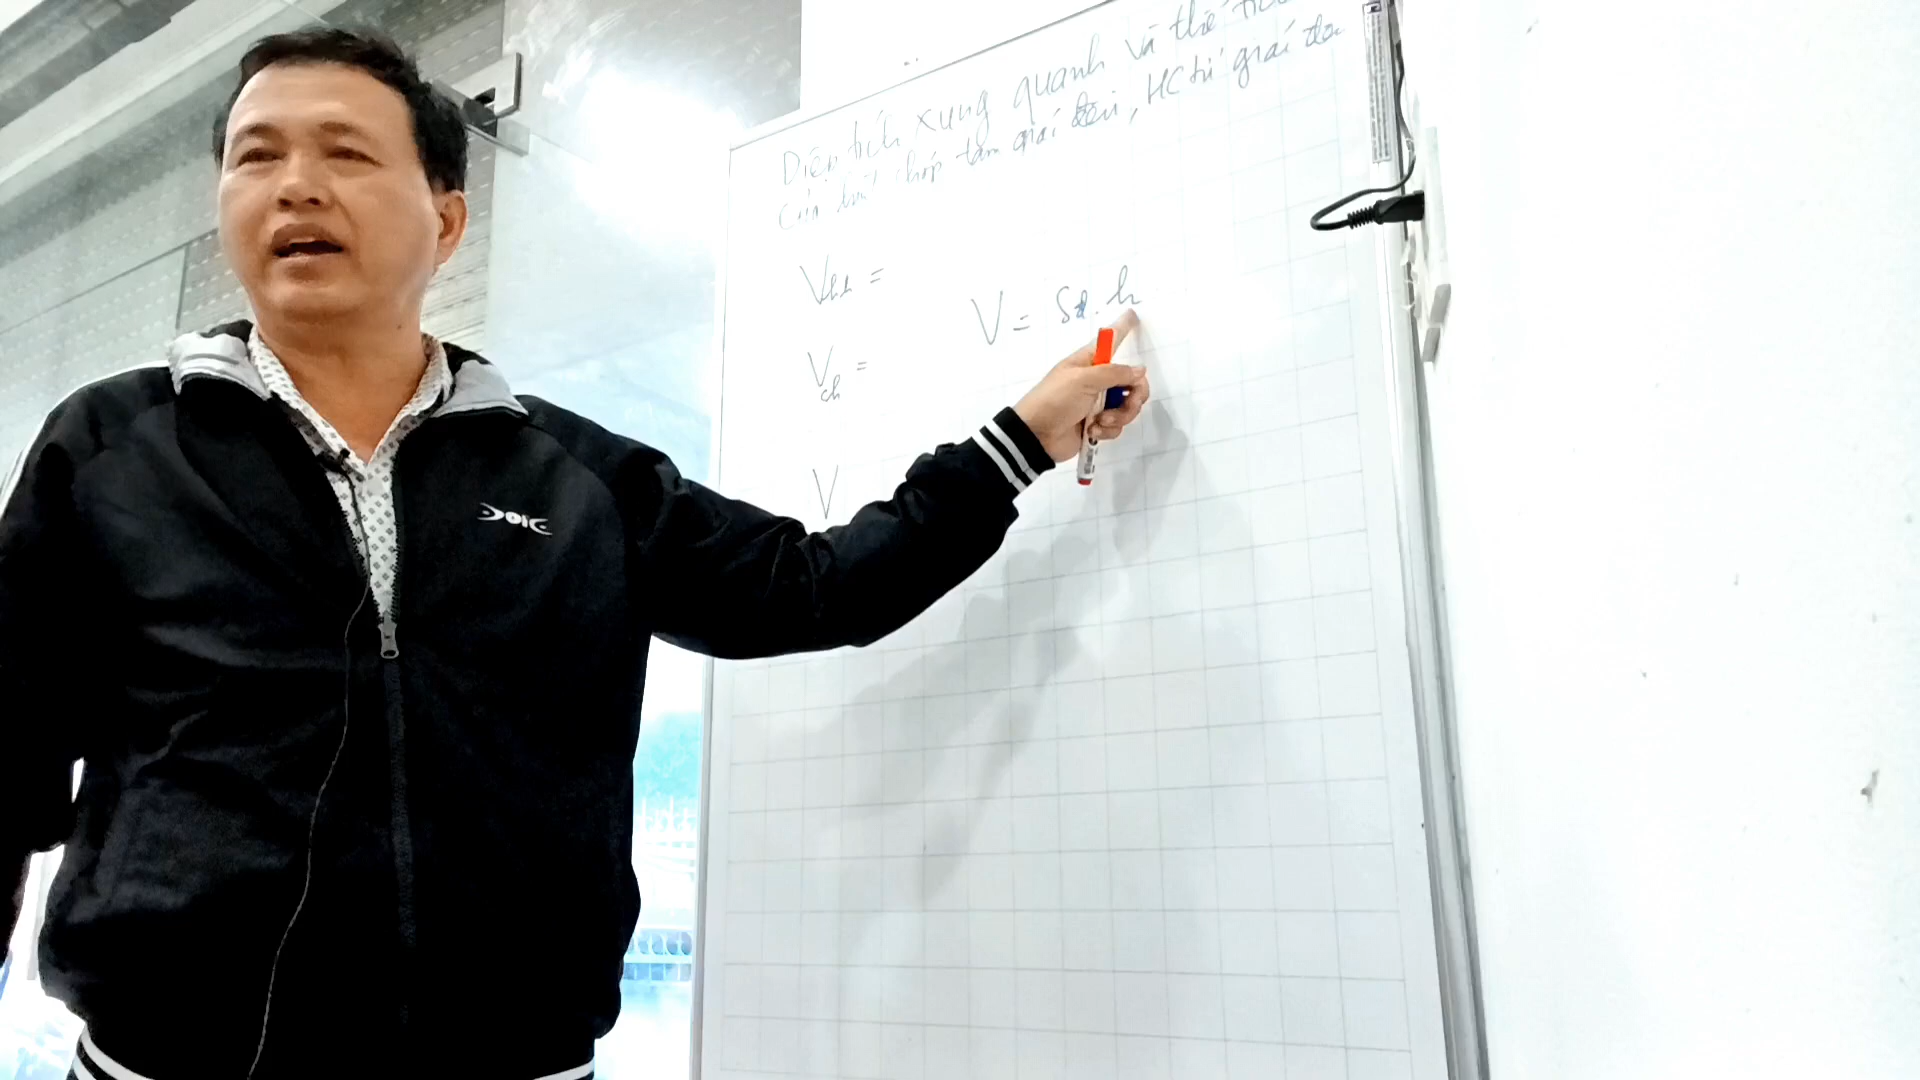 Diện tích xung quanh và thể tích
của hình chóp tam giác đều, HC tứ giác đều
V =
V = Sđ. h
Vch =
V